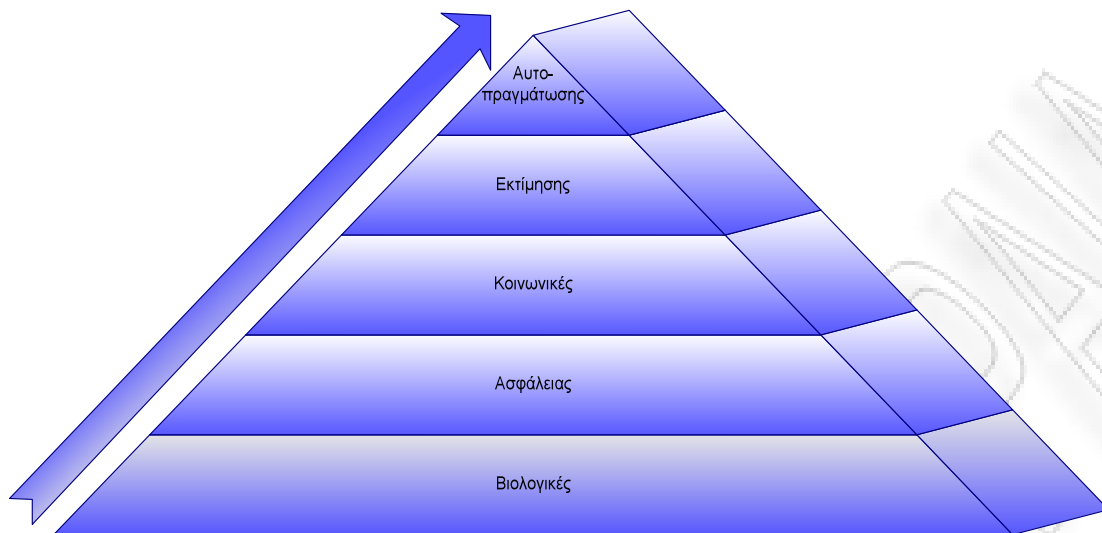 Αυτο-
πραγμάτωσης
Εκτίμησης
Κοινωνικές
Ασφάλειας
Βιολογικές